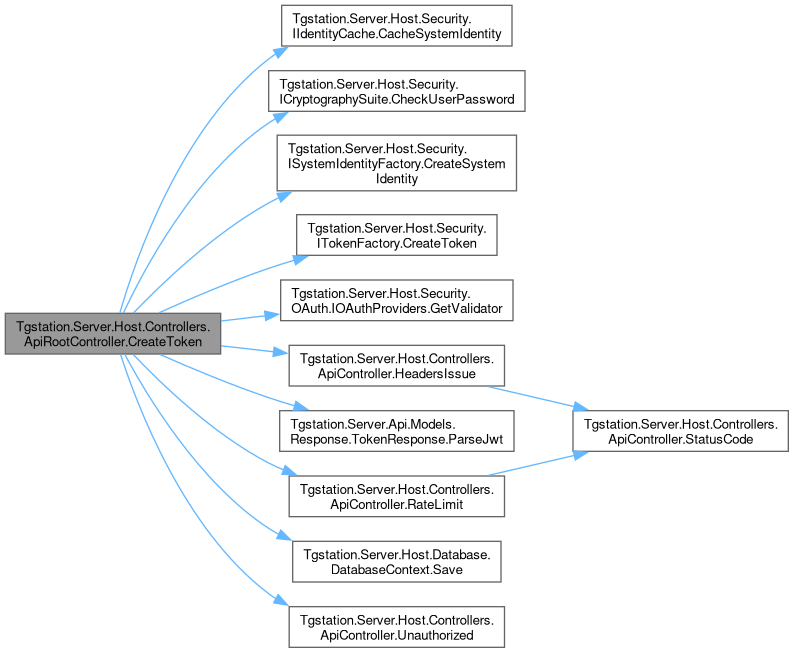 Tgstation.Server.Host.Security.
IIdentityCache.CacheSystemIdentity
Tgstation.Server.Host.Security.
ICryptographySuite.CheckUserPassword
Tgstation.Server.Host.Security.
ISystemIdentityFactory.CreateSystem
Identity
Tgstation.Server.Host.Security.
ITokenFactory.CreateToken
Tgstation.Server.Host.Security.
OAuth.IOAuthProviders.GetValidator
Tgstation.Server.Host.Controllers.
ApiRootController.CreateToken
Tgstation.Server.Host.Controllers.
ApiController.HeadersIssue
Tgstation.Server.Api.Models.
Response.TokenResponse.ParseJwt
Tgstation.Server.Host.Controllers.
ApiController.StatusCode
Tgstation.Server.Host.Controllers.
ApiController.RateLimit
Tgstation.Server.Host.Database.
DatabaseContext.Save
Tgstation.Server.Host.Controllers.
ApiController.Unauthorized